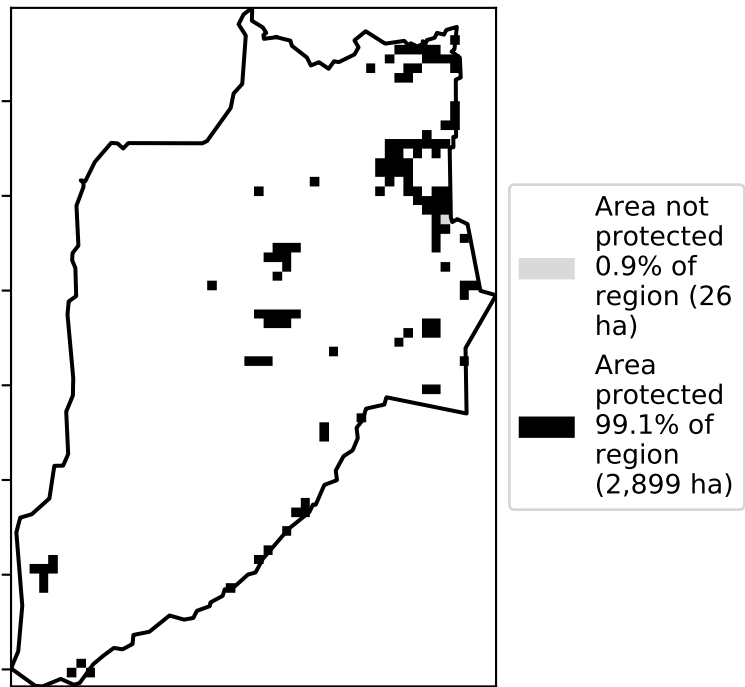 Area not
protected
0.9% of
region (26
ha)
Area
protected
99.1% of
region
(2,899 ha)